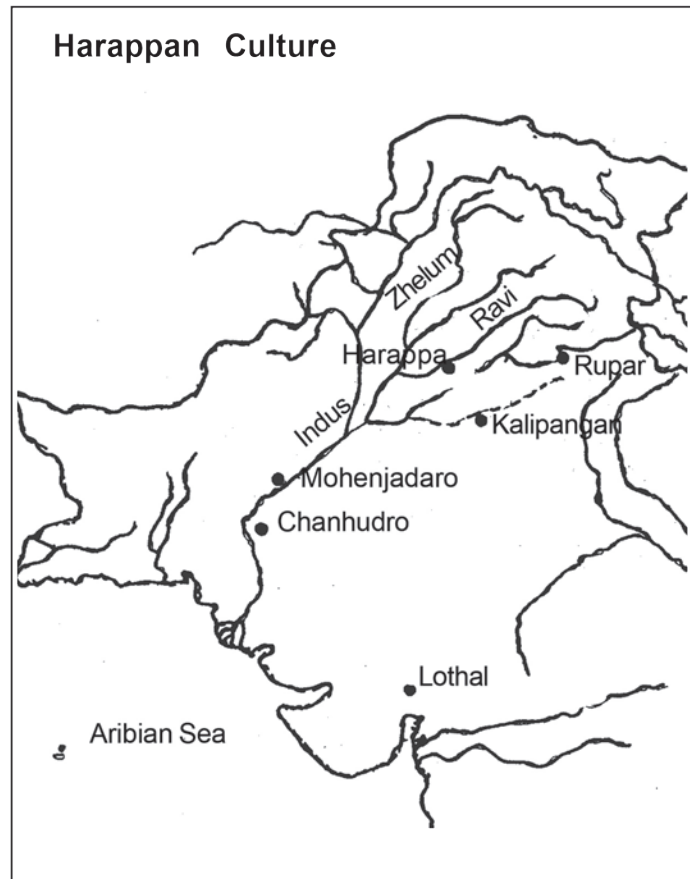 Harappan Culture
Zhelum
Ravi
Harappa
Rupar
Indus
Kalipangan
Mohenjadaro
Chanhudro
Lothal
Aribian Sea